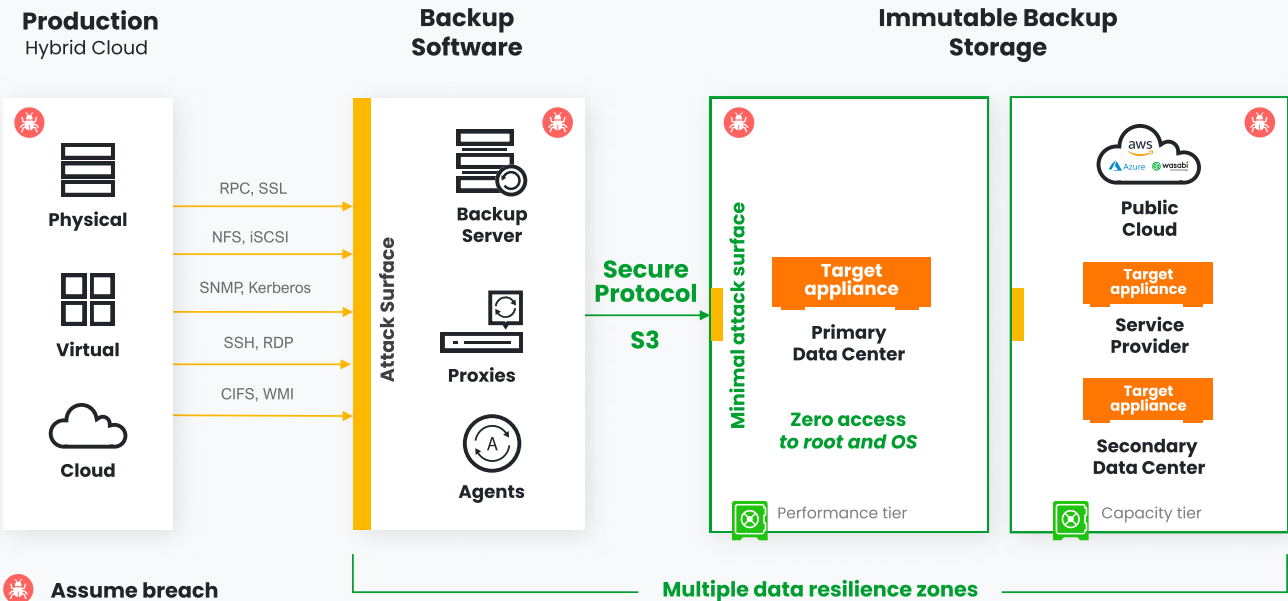 Production
Hybrid Cloud
Backup
Software
Immutable Backup
Storage
Physical
Virtual
Cloud
RPC, SSL
NFS, iSCSI
SNMP, Kerberos
SSH, RDP
CIFS, WMI
Attack Surface
Backup
Server
Proxies
A
Agents
Secure
Protocol
S3
Minimal attack surface
Target
appliance
Primary
Data Center
Zero access
to root and OS
Performance tier
aws
Azure
wasabi
Public
Cloud
Target
appliance
Service
Provider
Target
appliance
Secondary
Data Center
Capacity tier
Assume breach
Multiple data resilience zones